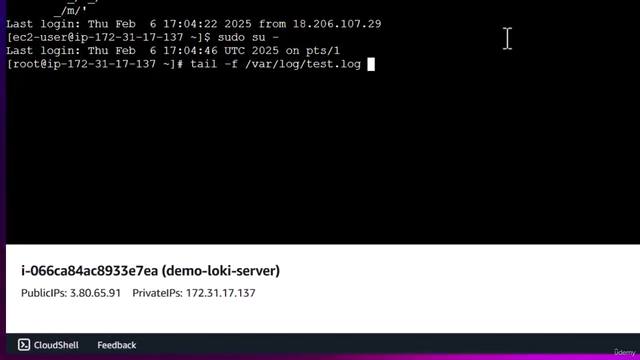 _/m/'
Last login: Thu Feb  6 17:04:22 2025 from 18.206.107.29
[ec2-user@ip-172-31-17-137 ~]$ sudo su -
Last login: Thu Feb  6 17:04:46 UTC 2025 on pts/1
[root@ip-172-31-17-137 ~]# tail -f /var/log/test.log
i-066ca84ac8933e7ea (demo-loki-server)
PublicIPs: 3.80.65.91 PrivateIPs: 172.31.17.137
CloudShell Feedback
Udemy